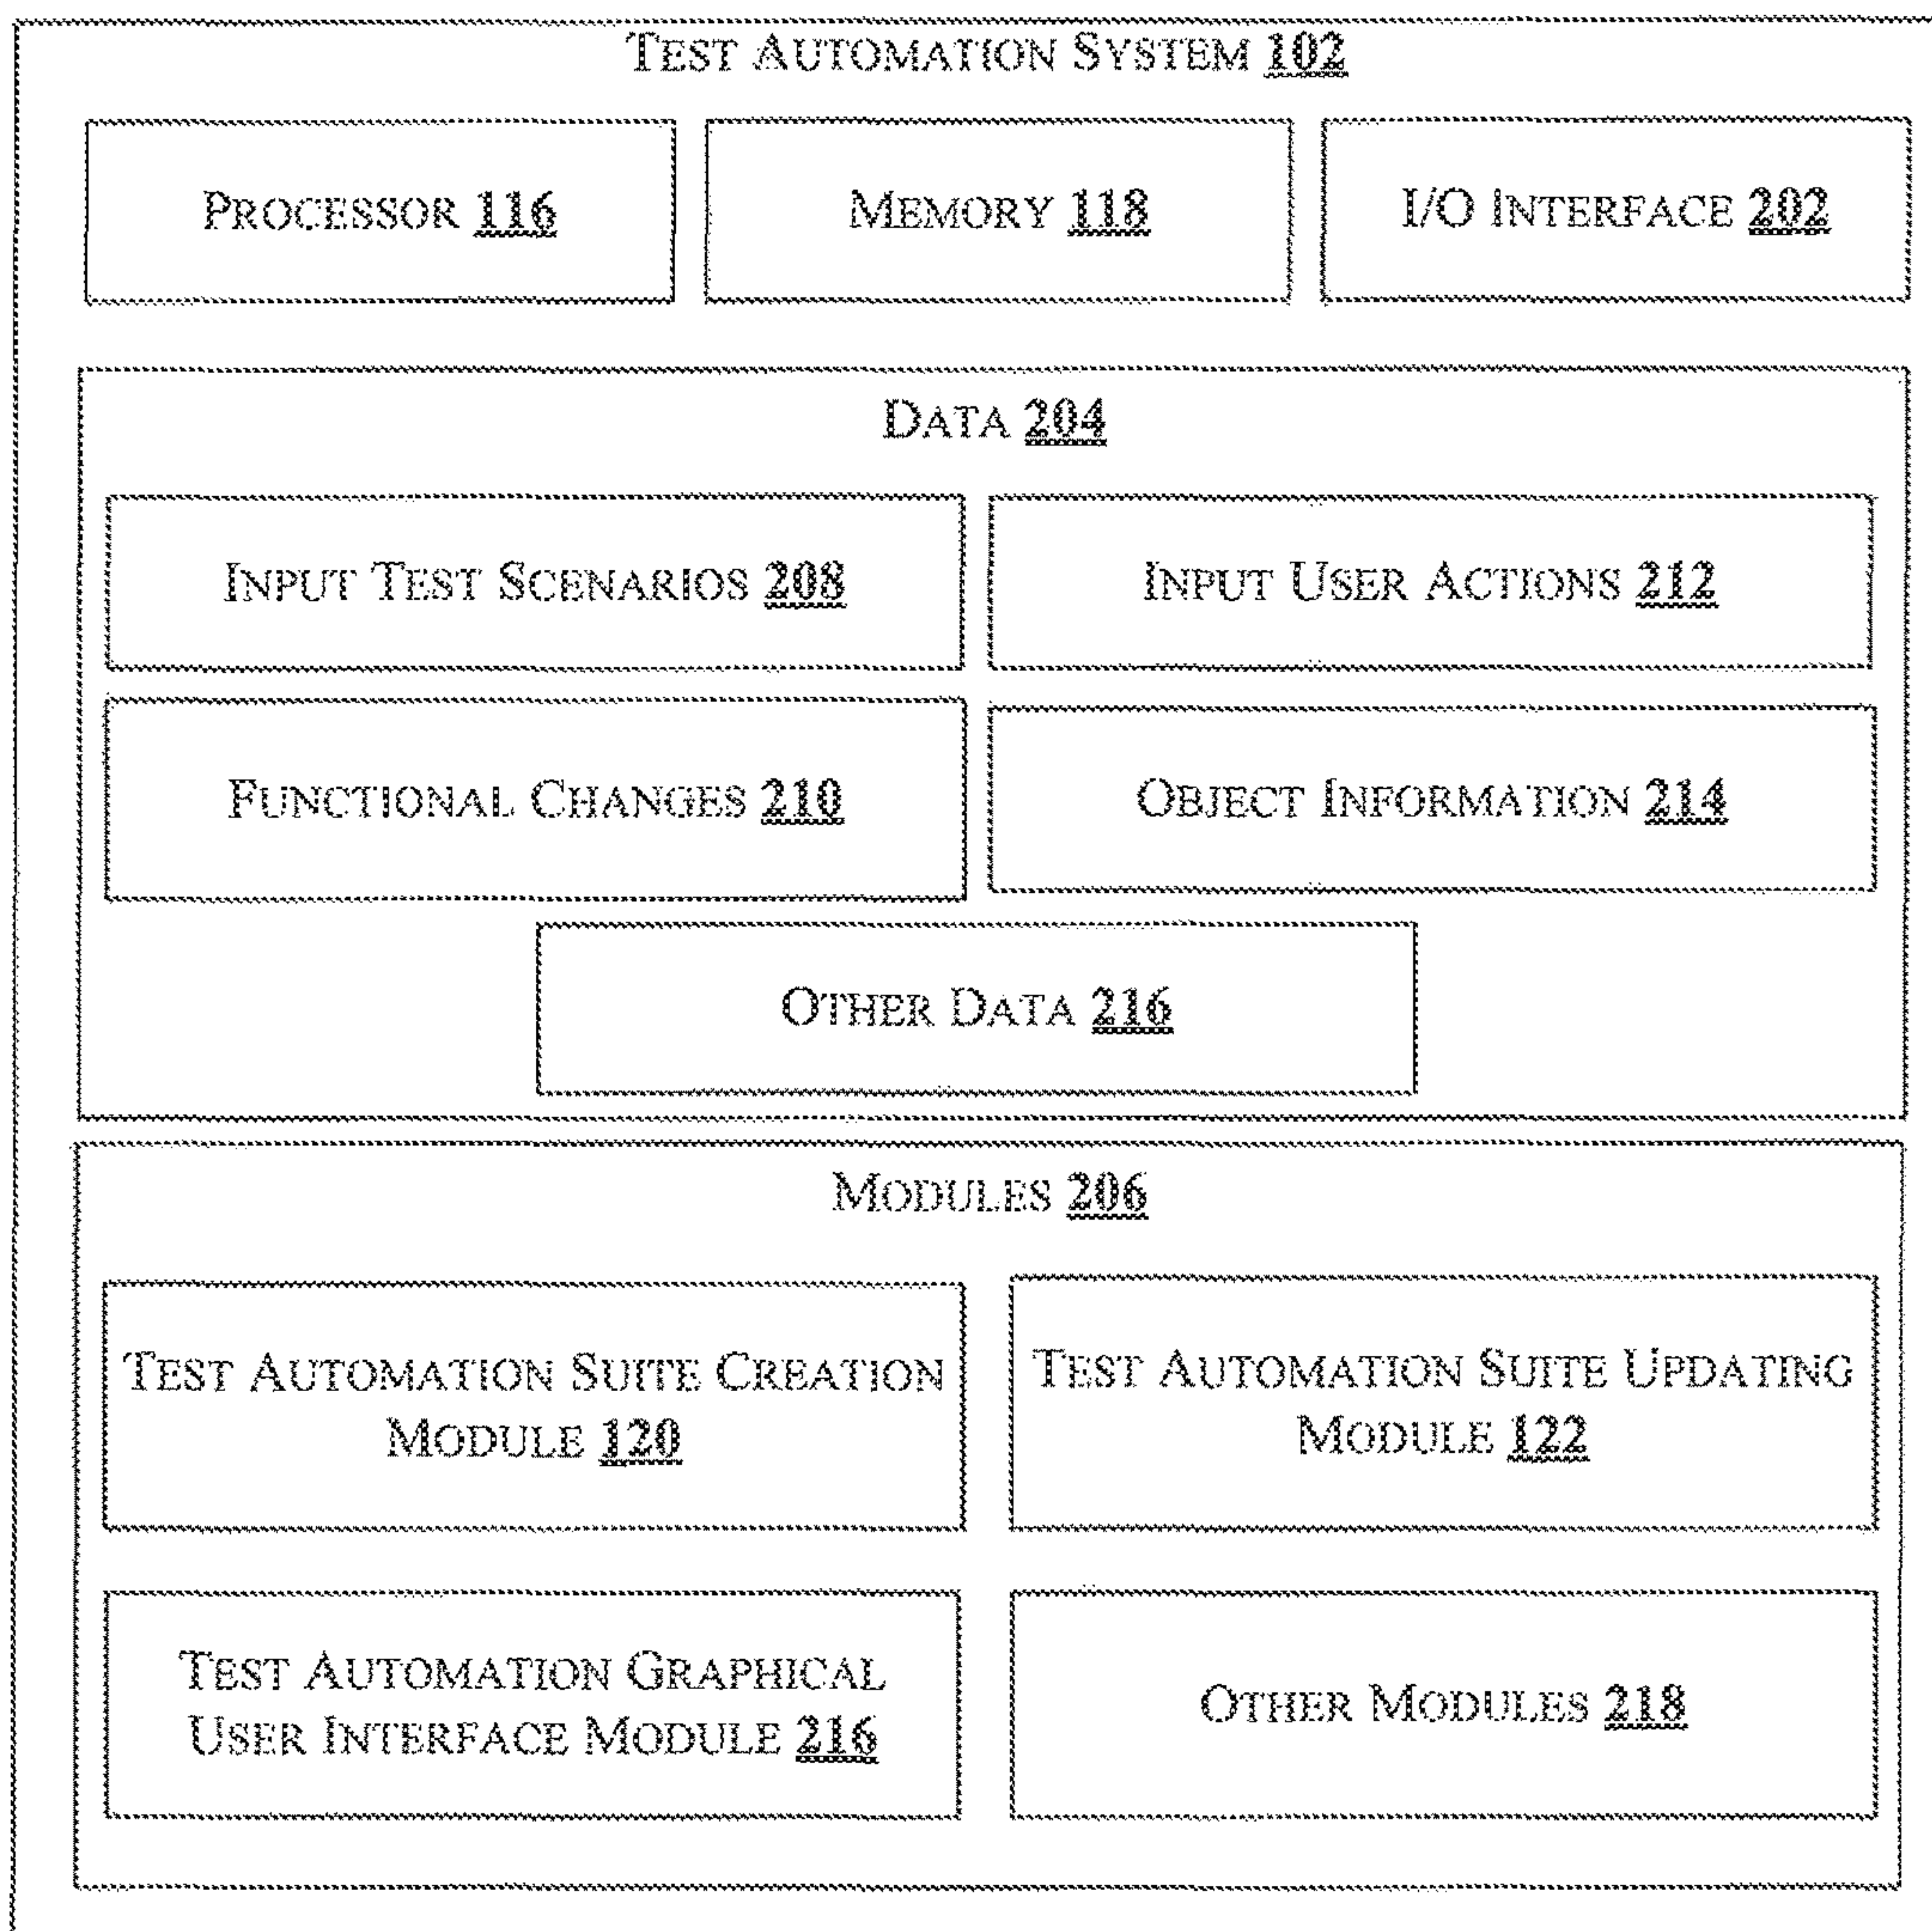 TEST AUTOMATION SYSTEM 102
PROCESSOR 116
MEMORY 118
I/O INTERFACE 202
DATA 204
INPUT TEST SCENARIOS 208
INPUT USER ACTIONS 212
FUNCTIONAL CHANGES 210
OBJECT INFORMATION 214
OTHER DATA 216
MODULES 206
TEST AUTOMATION SUITE CREATION
MODULE 120
TEST AUTOMATION SUITE UPDATING
MODULE 122
TEST AUTOMATION GRAPHICAL
USER INTERFACE MODULE 216
OTHER MODULES 218